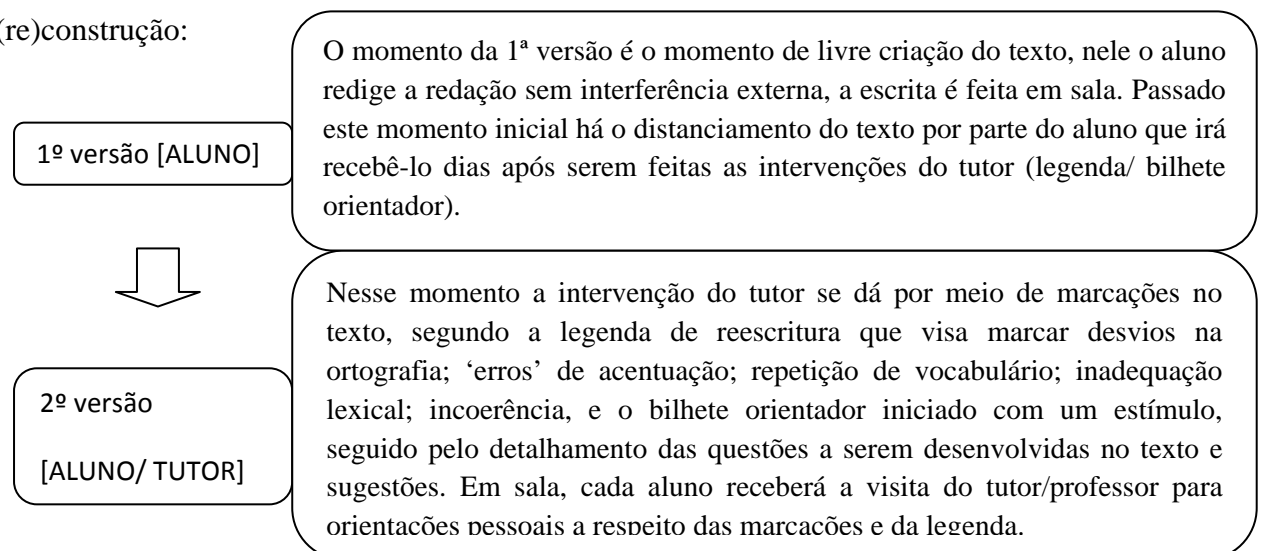 (re)construção:
O momento da 1ª versão é o momento de livre criação do texto, nele o aluno
redige a redação sem interferência externa, a escrita é feita em sala. Passado
este momento inicial há o distanciamento do texto por parte do aluno que irá
recebê-lo dias após serem feitas as intervenções do tutor (legenda/ bilhete
orientador).
1º versão [ALUNO]
Nesse momento a intervenção do tutor se dá por meio de marcações no
texto, segundo a legenda de reescritura que visa marcar desvios na
ortografia; ‘erros’ de acentuação; repetição de vocabulário; inadequação
lexical; incoerência, e o bilhete orientador iniciado com um estímulo,
seguido pelo detalhamento das questões a serem desenvolvidas no texto e
sugestões. Em sala, cada aluno receberá a visita do tutor/professor para
orientações pessoais a respeito das marcações e da legenda.
2º versão
[ALUNO/ TUTOR]